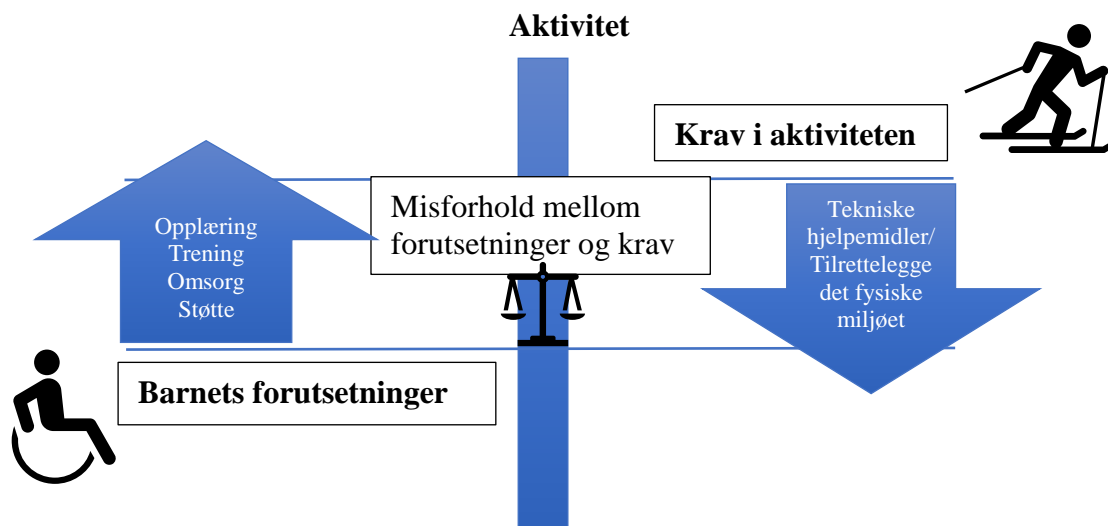 Aktivitet
Krav i aktiviteten
Misforhold mellom
forutsetninger og krav
Opplæring
Trening
Omsorg
Støtte
Tekniske
hjelpemidler/
Tilrettelegge
det fysiske
miljøet
Barnets forutsetninger